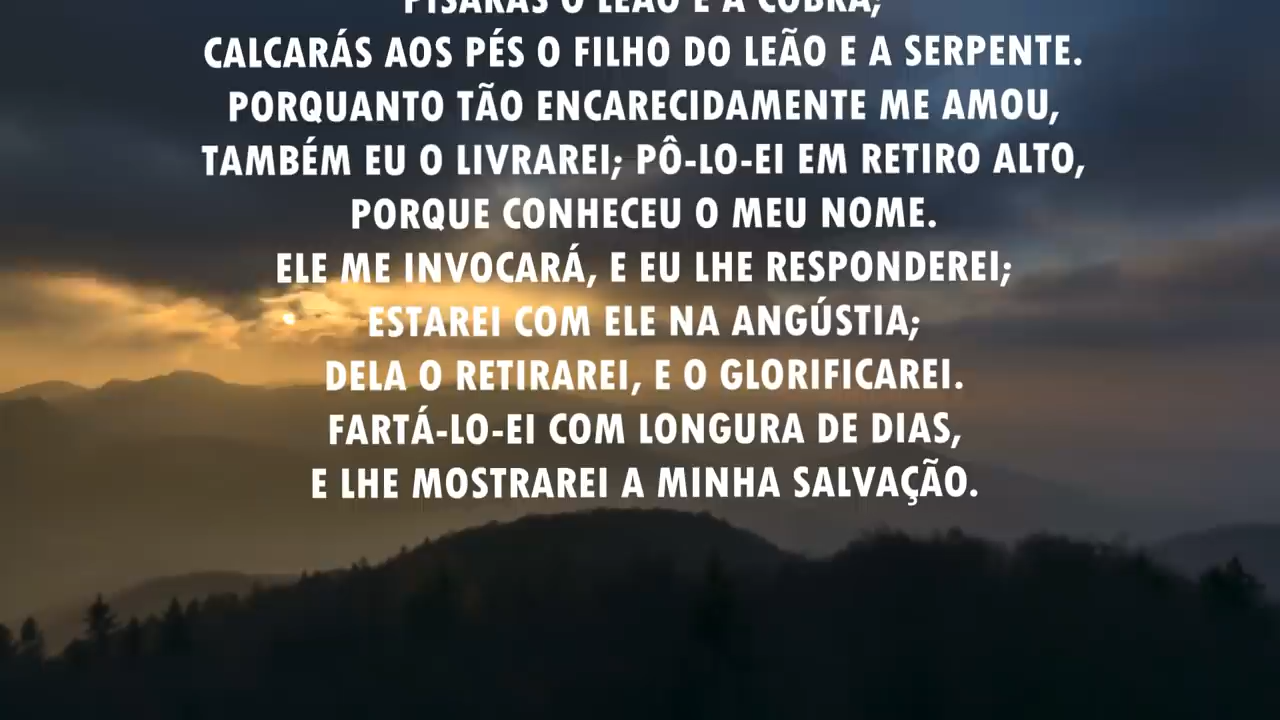 PISARÁS O LEÃO E A COBRA;
CALCARÁS AOS PÉS O FILHO DO LEÃO E A SERPENTE.
PORQUANTO TÃO ENCARECIDAMENTE ME AMOU,
TAMBÉM EU O LIVRAREI; PÔ-LO-EI EM RETIRO ALTO,
PORQUE CONHECEU O MEU NOME.
ELE ME INVOCARÁ, E EU LHE RESPONDEREI;
ESTAREI COM ELE NA ANGÚSTIA;
DELA O RETIRAREI, E O GLORIFICAREI.
FARTÁ-LO-EI COM LONGURA DE DIAS,
E LHE MOSTRAREI A MINHA SALVAÇÃO.